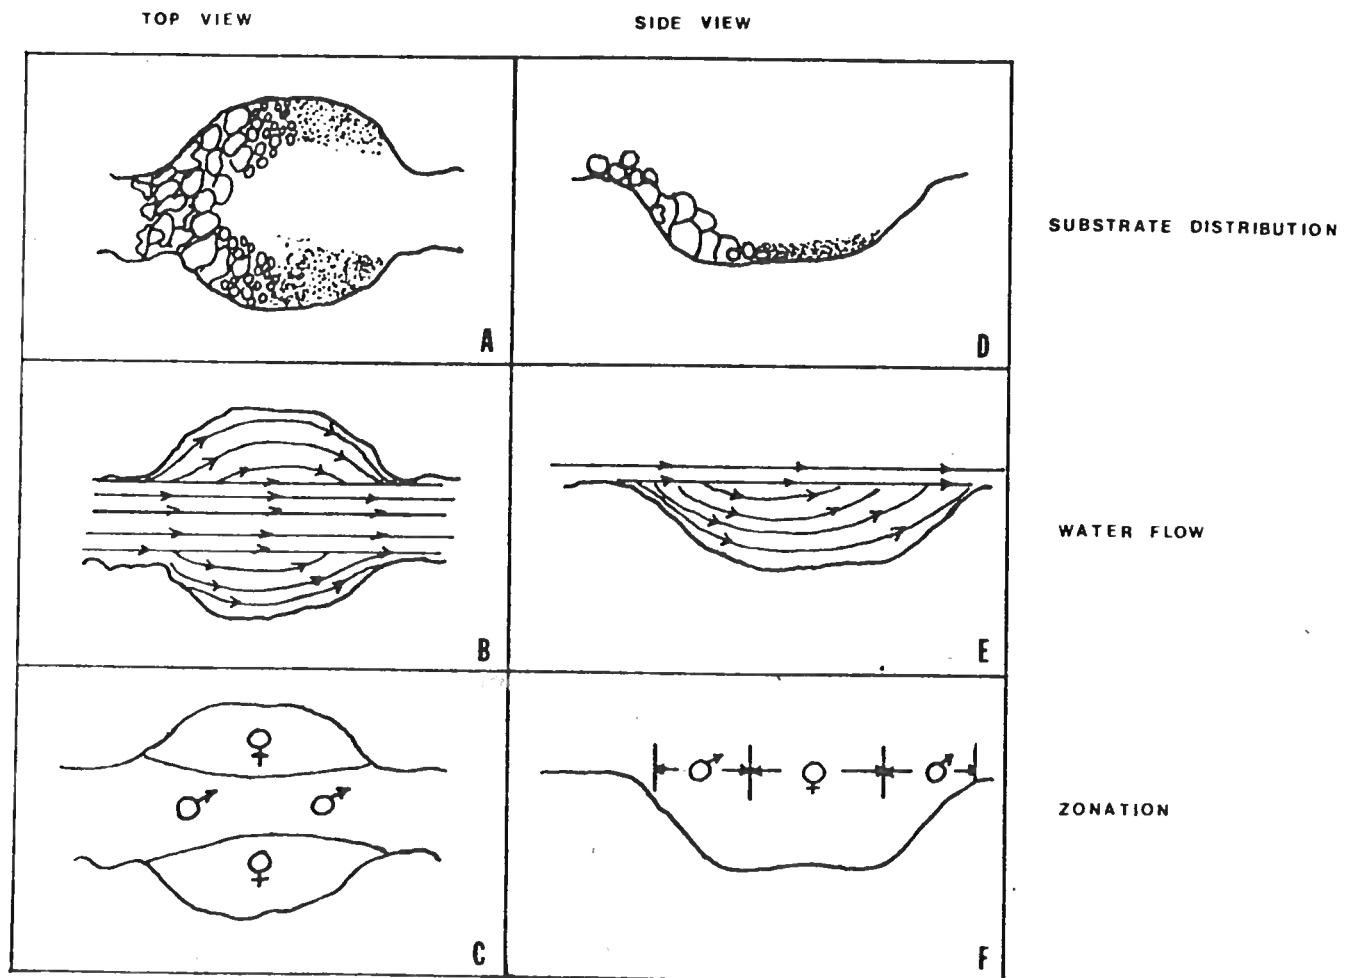 TOP VIEW
SIDE VIEW
A
D
SUBSTRATE DISTRIBUTION
B
E
WATER FLOW
♀
♂ ♂
♀
C
♂ ♀ ♂
F
ZONATION